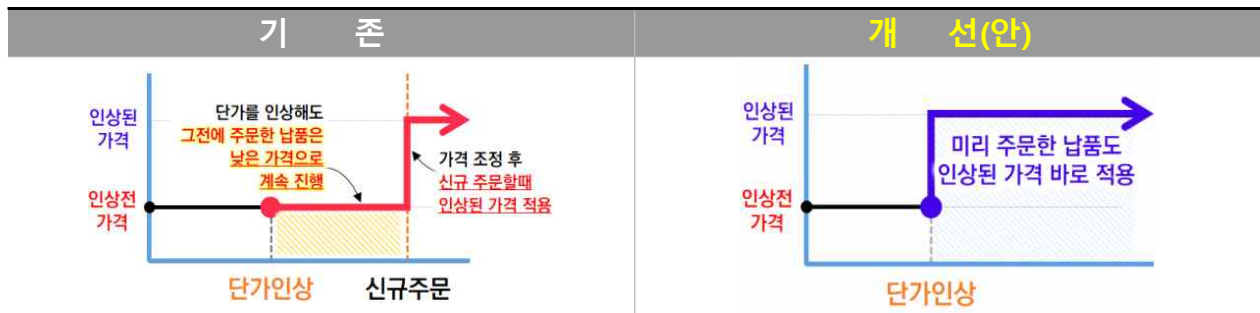 기 존
개 선(안)
인상된
가격
단가를 인상해도
그전에 주문한 납품은
낮은 가격으로
계속 진행
가격 조정 후
신규 주문할때
인상된 가격 적용
인상전
가격
단가인상
신규주문
인상된
가격
미리 주문한 납품도
인상된 가격 바로 적용
인상전
가격
단가인상